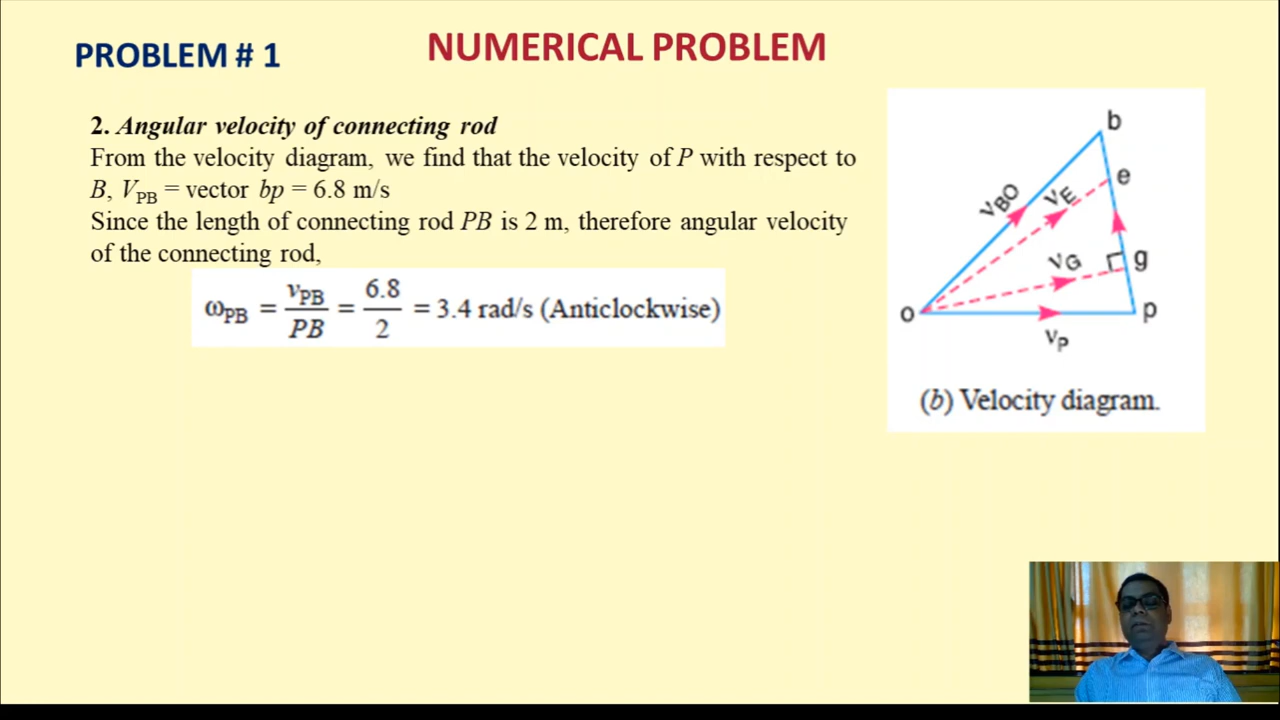 PROBLEM # 1
NUMERICAL PROBLEM
2. Angular velocity of connecting rod
From the velocity diagram, we find that the velocity of P with respect to
B, VPB = vector bp = 6.8 m/s
Since the length of connecting rod PB is 2 m, therefore angular velocity
of the connecting rod,
ωPB = vPB / PB = 6.8 / 2 = 3.4 rad/s (Anticlockwise)
b
e
vBO
vE
vG
g
o
p
vP
(b) Velocity diagram.